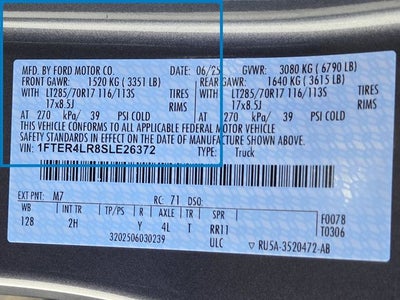 MFD. BY FORD MOTOR CO. DATE: 06/25 GVWR: 3080 KG ( 6790 LB)
FRONT GAWR: 1520 KG ( 3351 LB) REAR GAWR: 1640 KG ( 3615 LB)
WITH LT285/70R17 116/113S TIRES WITH LT285/70R17 116/113S TIRES
17x8.5J RIMS 17x8.5J RIMS
AT 270 kPa/ 39 PSI COLD AT 270 kPa/ 39 PSI COLD
THIS VEHICLE CONFORMS TO ALL APPLICABLE FEDERAL MOTOR VEHICLE
SAFETY STANDARDS IN EFFECT ON THE DATE OF MANUFACTURE SHOWN ABOVE.
VIN: 1FTER4LR8SLE26372 TYPE: Truck
EXT PNT: M7 RC: 71 DSO:
WB INT TR TP/PS R AXLE TR SPR F0078
128 2H Y 4L T RR11 T0306
3202506030239 ULC RU5A-3520472-AB